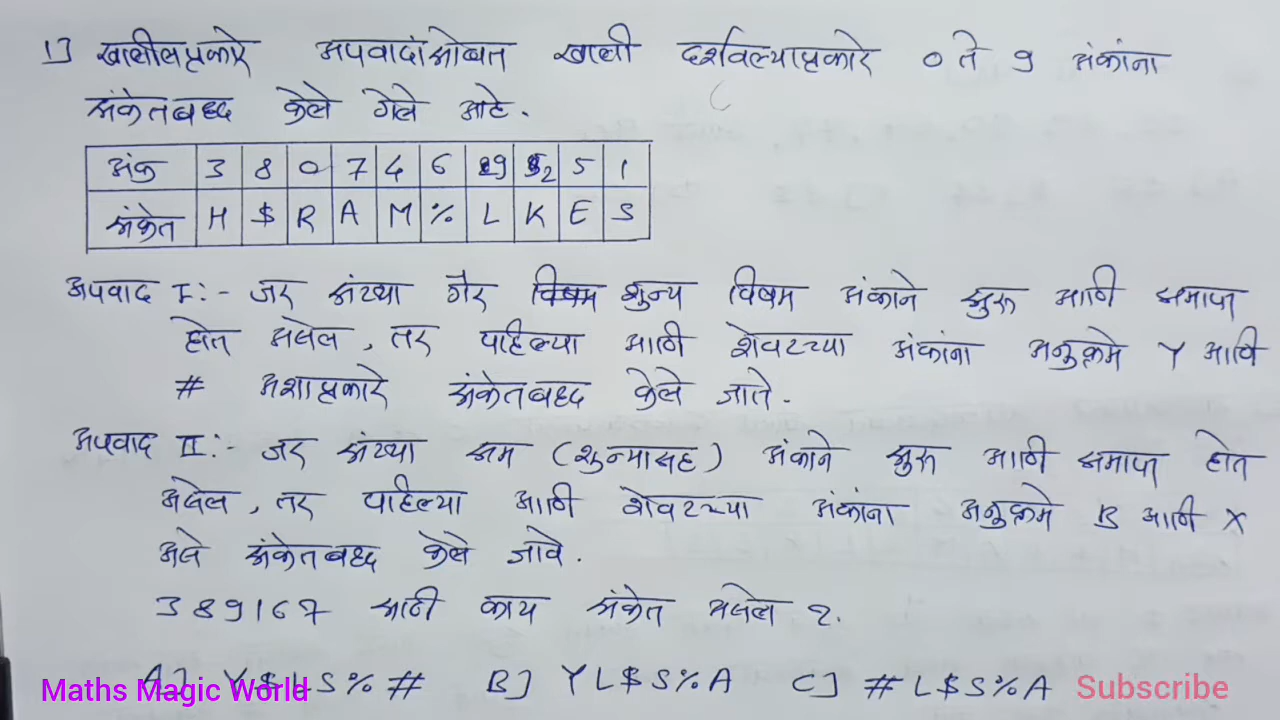 1] खालीलप्रकारे अपवादांसोबत खाली दर्शविल्याप्रकारे 0 ते 9 अंकांना
संकेतबध्द केले गेले आहे.
अंक 3 8 0 7 4 6 9 2 5 1
संकेत H $ R A M % L K E S
अपवाद I :- जर संख्या गैर शुन्य विषम अंकाने सुरू आणि समाप्त
होत असेल, तर पहिल्या आणि शेवटच्या अंकांना अनुक्रमे Y आणि
# अशाप्रकारे संकेतबध्द केले जाते.
अपवाद II :- जर संख्या सम (शुन्यासह) अंकाने सुरू आणि समाप्त होत
असेल, तर पहिल्या आणि शेवटच्या अंकांना अनुक्रमे B आणि X
असे संकेतबध्द केले जावे.
389167 साठी काय संकेत असेल ?.
A] Y$LS%# B] YL$S%A C] #L$S%A
Maths Magic World Subscribe